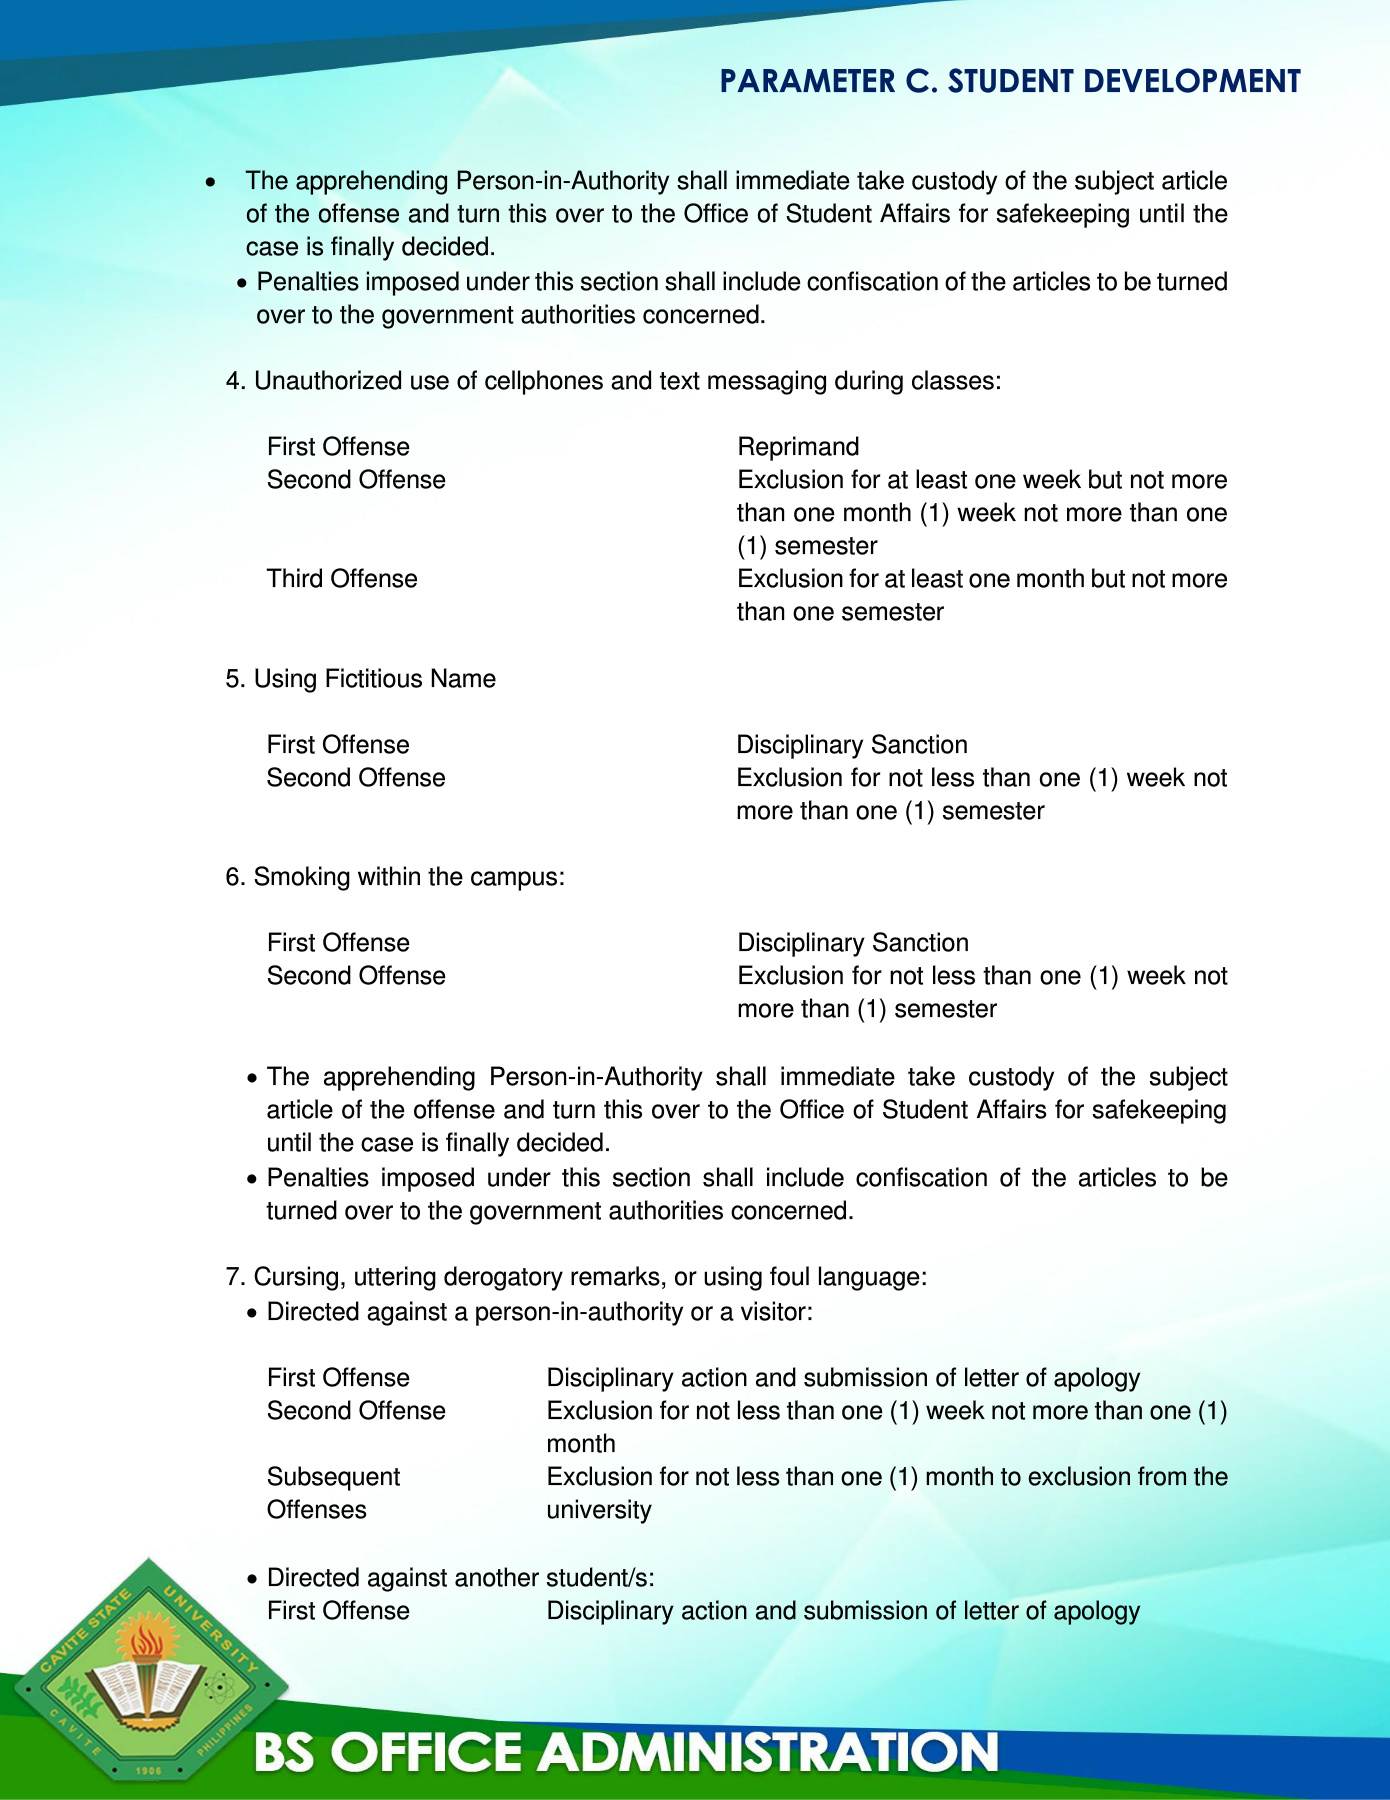 PARAMETER C. STUDENT DEVELOPMENT
• The apprehending Person-in-Authority shall immediate take custody of the subject article
of the offense and turn this over to the Office of Student Affairs for safekeeping until the
case is finally decided.
• Penalties imposed under this section shall include confiscation of the articles to be turned
over to the government authorities concerned.
4. Unauthorized use of cellphones and text messaging during classes:
First Offense Reprimand
Second Offense Exclusion for at least one week but not more
than one month (1) week not more than one
(1) semester
Third Offense Exclusion for at least one month but not more
than one semester
5. Using Fictitious Name
First Offense Disciplinary Sanction
Second Offense Exclusion for not less than one (1) week not
more than one (1) semester
6. Smoking within the campus:
First Offense Disciplinary Sanction
Second Offense Exclusion for not less than one (1) week not
more than (1) semester
• The apprehending Person-in-Authority shall immediate take custody of the subject
article of the offense and turn this over to the Office of Student Affairs for safekeeping
until the case is finally decided.
• Penalties imposed under this section shall include confiscation of the articles to be
turned over to the government authorities concerned.
7. Cursing, uttering derogatory remarks, or using foul language:
• Directed against a person-in-authority or a visitor:
First Offense Disciplinary action and submission of letter of apology
Second Offense Exclusion for not less than one (1) week not more than one (1)
month
Subsequent Exclusion for not less than one (1) month to exclusion from the
Offenses university
• Directed against another student/s:
First Offense Disciplinary action and submission of letter of apology
CAVITE STATE UNIVERSITY
CAVITE PHILIPPINES
1906
BS OFFICE ADMINISTRATION